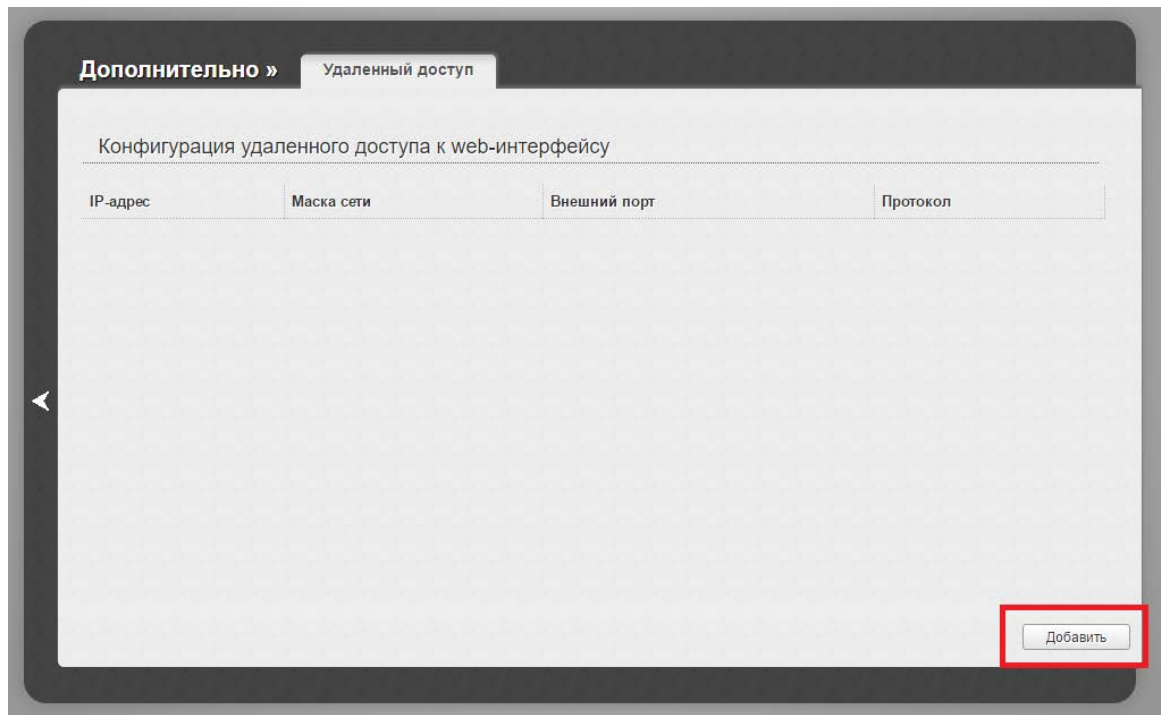 Дополнительно » Удаленный доступ
Конфигурация удаленного доступа к web-интерфейсу
IP-адрес Маска сети Внешний порт Протокол
Добавить